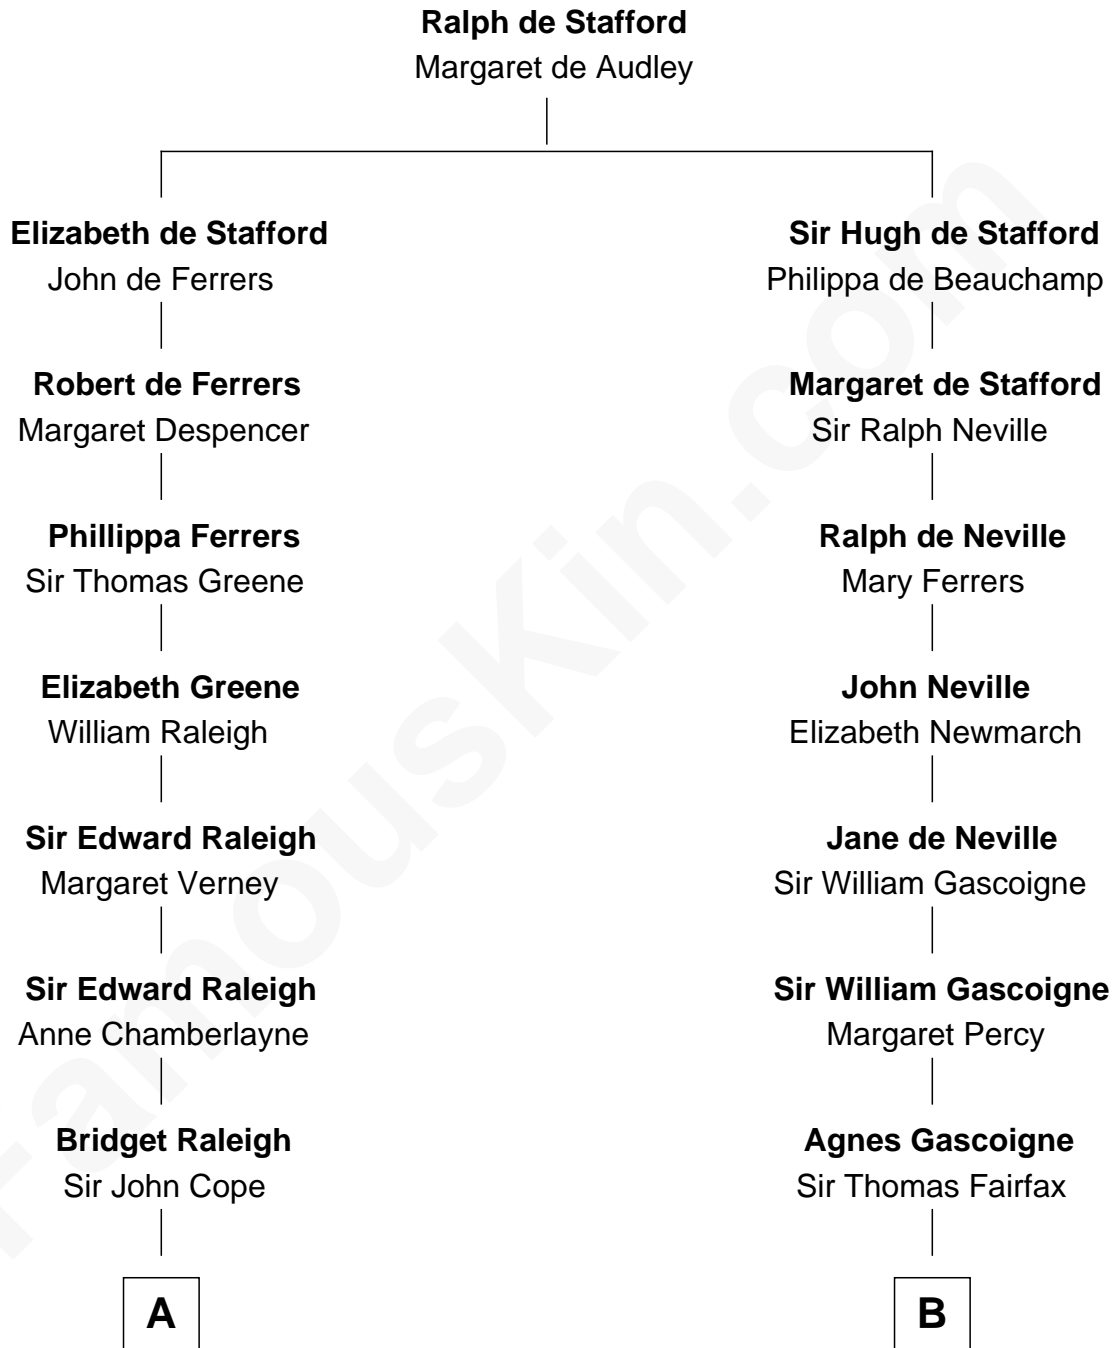 Ralph de Stafford
Margaret de Audley
Elizabeth de Stafford
John de Ferrers
Sir Hugh de Stafford
Philippa de Beauchamp
Robert de Ferrers
Margaret Despencer
Margaret de Stafford
Sir Ralph Neville
Phillippa Ferrers
Sir Thomas Greene
Ralph de Neville
Mary Ferrers
Elizabeth Greene
William Raleigh
John Neville
Elizabeth Newmarch
Sir Edward Raleigh
Margaret Verney
Jane de Neville
Sir William Gascoigne
Sir Edward Raleigh
Anne Chamberlayne
Sir William Gascoigne
Margaret Percy
Bridget Raleigh
Sir John Cope
Agnes Gascoigne
Sir Thomas Fairfax
A
B
FamousKin.com